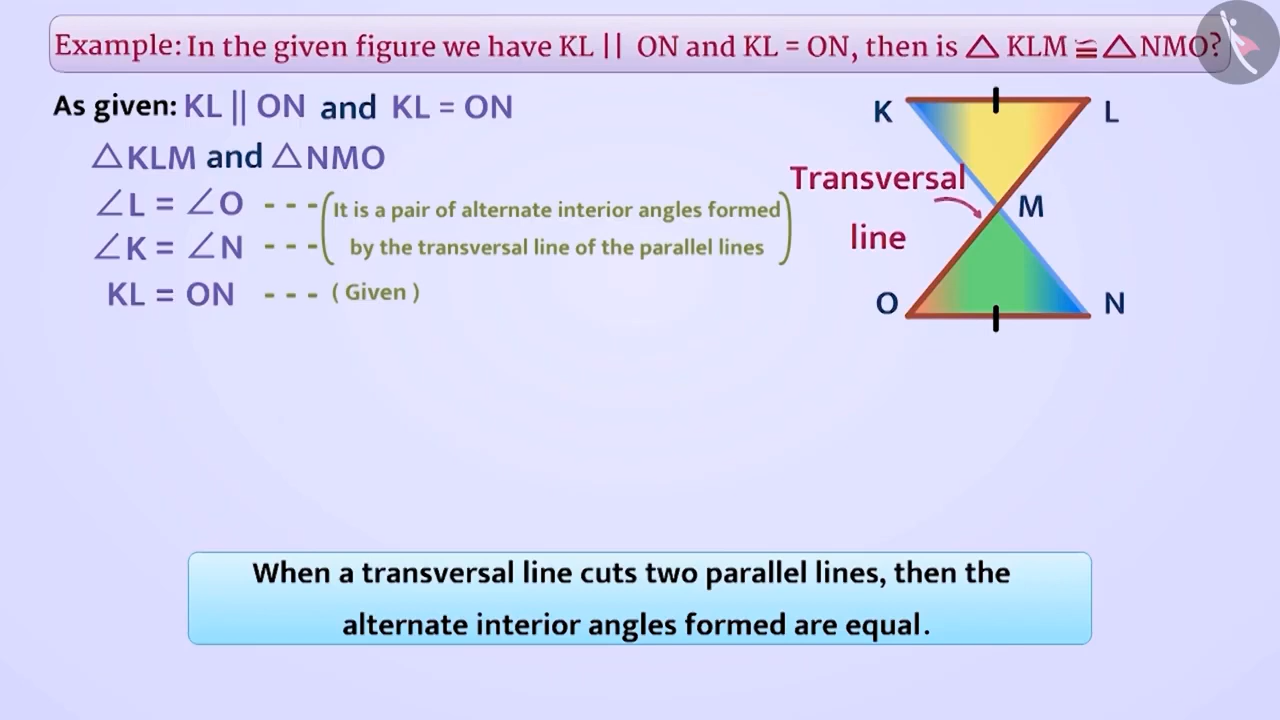 Example: In the given figure we have KL || ON and KL = ON, then is △ KLM ≅ △ NMO?
As given: KL || ON and KL = ON
△KLM and △NMO
∠L = ∠O - - - ( It is a pair of alternate interior angles formed
∠K = ∠N - - - by the transversal line of the parallel lines )
KL = ON - - - ( Given )
K
L
Transversal
line
M
O
N
When a transversal line cuts two parallel lines, then the
alternate interior angles formed are equal.